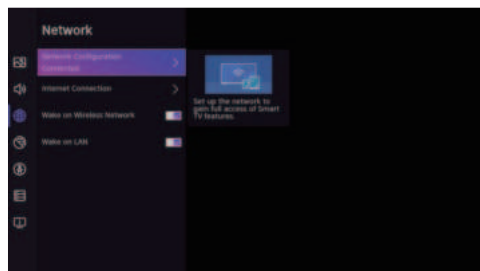 Network
Network Configuration
Connected
Internet Connection
Wake on Wireless Network
Wake on LAN
Set up the network to
gain full access of Smart
TV features.